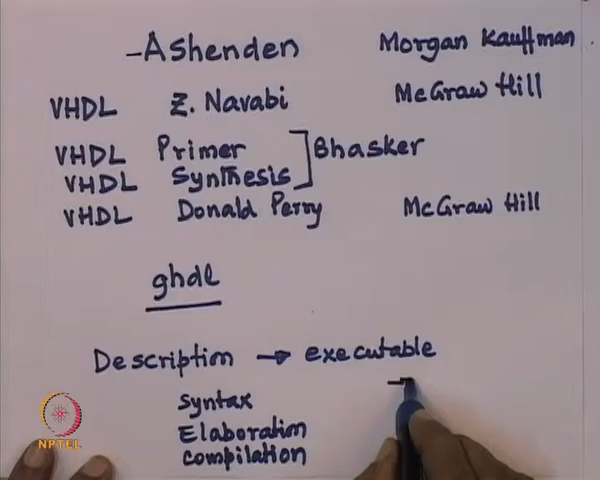 -Ashenden Morgan Kauffman
VHDL Z. Navabi McGraw Hill
VHDL Primer
VHDL Synthesis ] Bhasker
VHDL Donald Perry McGraw Hill
ghdl
Description → executable
Syntax
Elaboration
Compilation
NPTEL